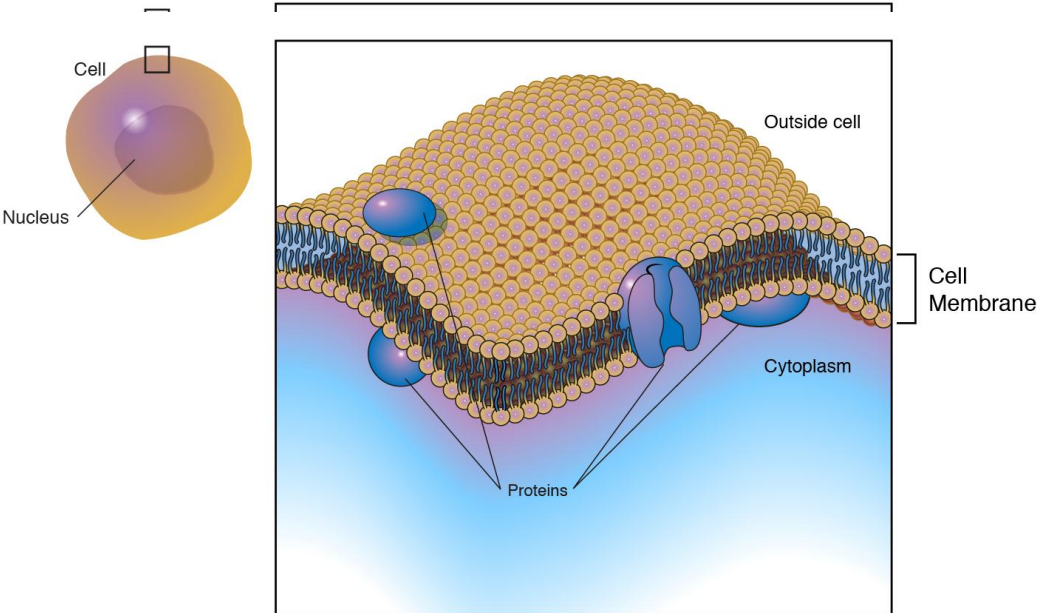 Cell
Nucleus
Outside cell
Cell
Membrane
Cytoplasm
Proteins